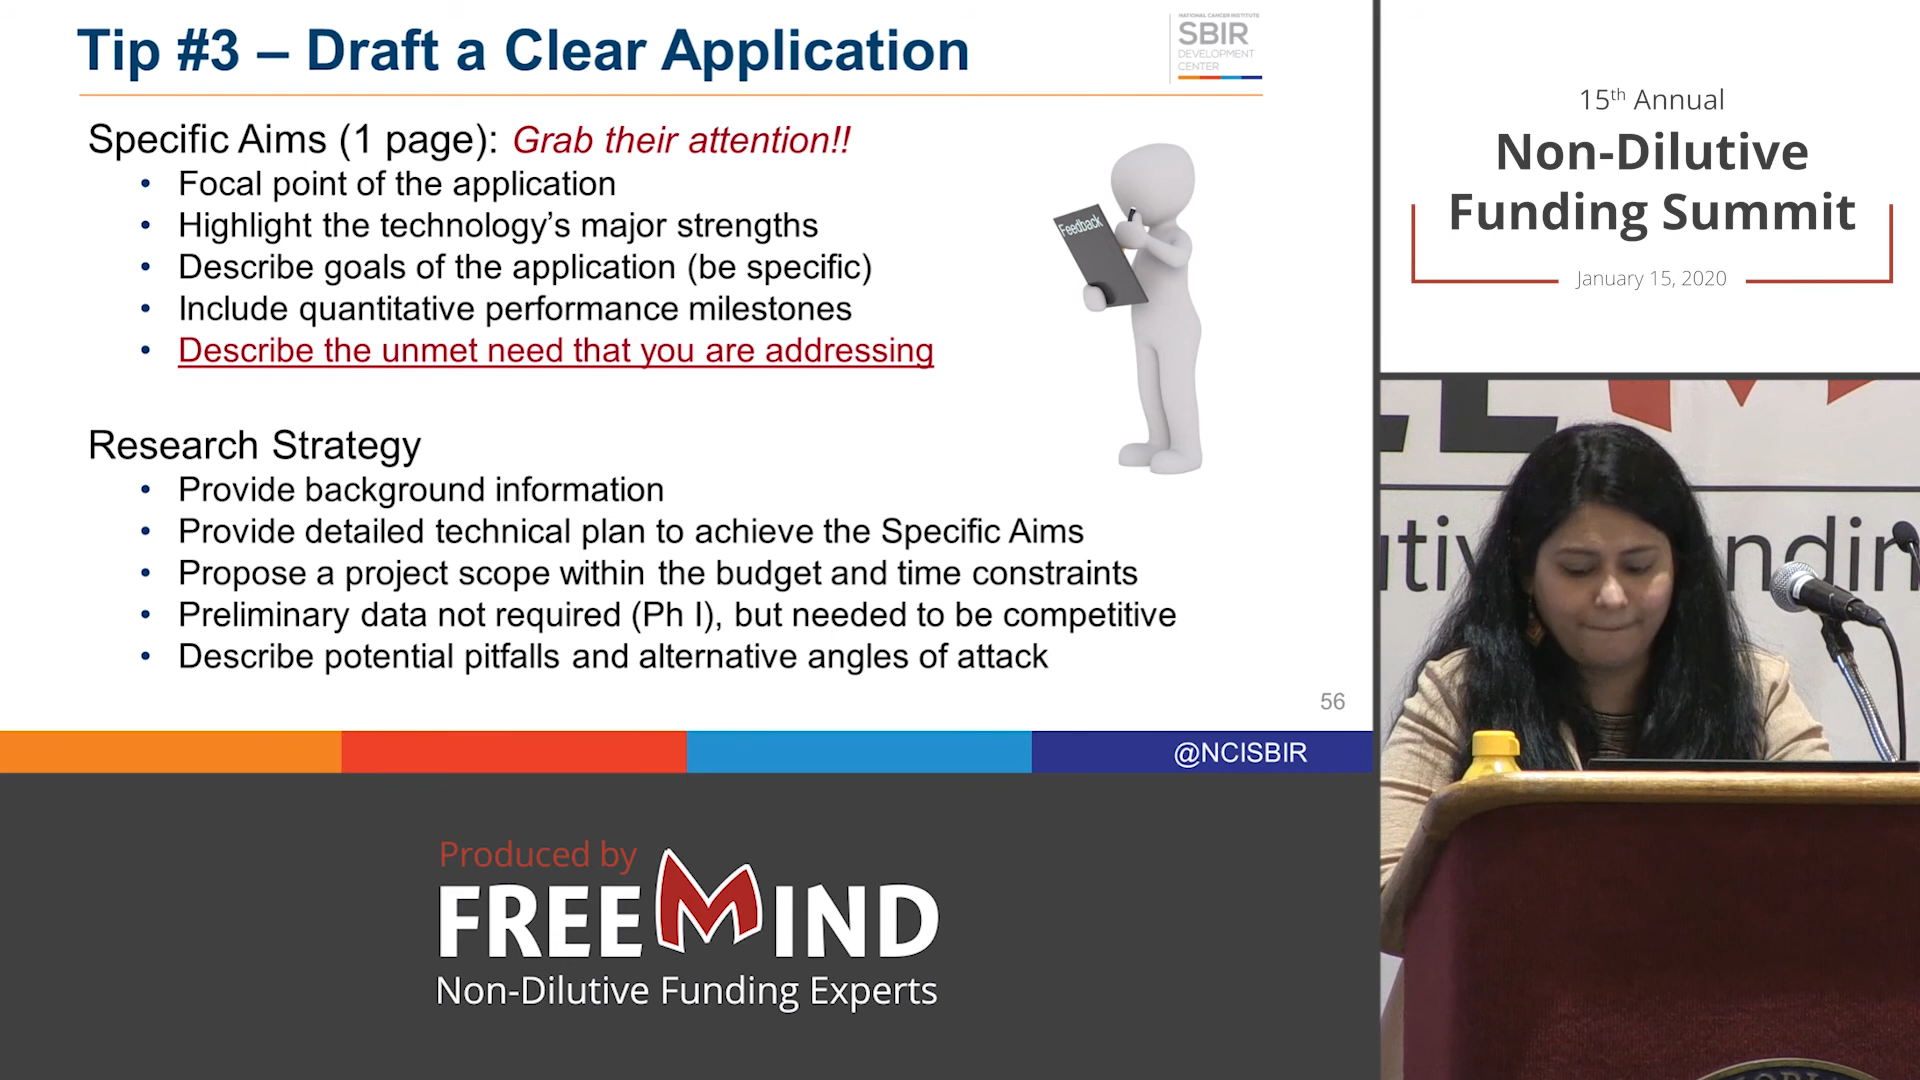 Tip #3 – Draft a Clear Application
NATIONAL CANCER INSTITUTE
SBIR
DEVELOPMENT
CENTER
Specific Aims (1 page): Grab their attention!!
• Focal point of the application
• Highlight the technology’s major strengths
• Describe goals of the application (be specific)
• Include quantitative performance milestones
• Describe the unmet need that you are addressing
Feedback
Research Strategy
• Provide background information
• Provide detailed technical plan to achieve the Specific Aims
• Propose a project scope within the budget and time constraints
• Preliminary data not required (Ph I), but needed to be competitive
• Describe potential pitfalls and alternative angles of attack
56
@NCISBIR
Produced by
FREEMIND
Non-Dilutive Funding Experts
15th Annual
Non-Dilutive
Funding Summit
January 15, 2020